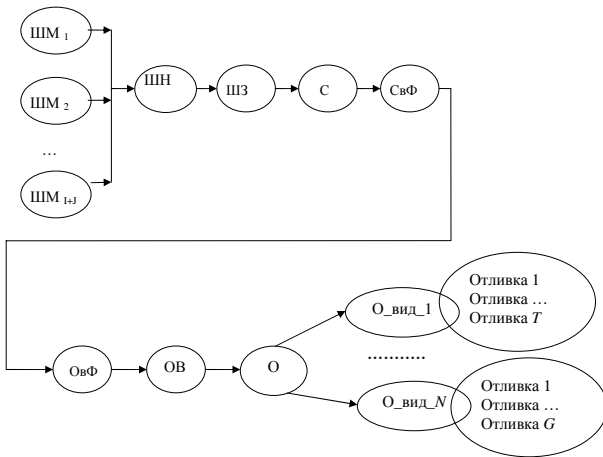 ШМ 1
ШМ 2
...
ШМ I+J
ШН
ШЗ
С
СвФ
ОвФ
ОВ
О
О_вид_1
Отливка 1
Отливка ...
Отливка T
...........
О_вид_N
Отливка 1
Отливка ...
Отливка G